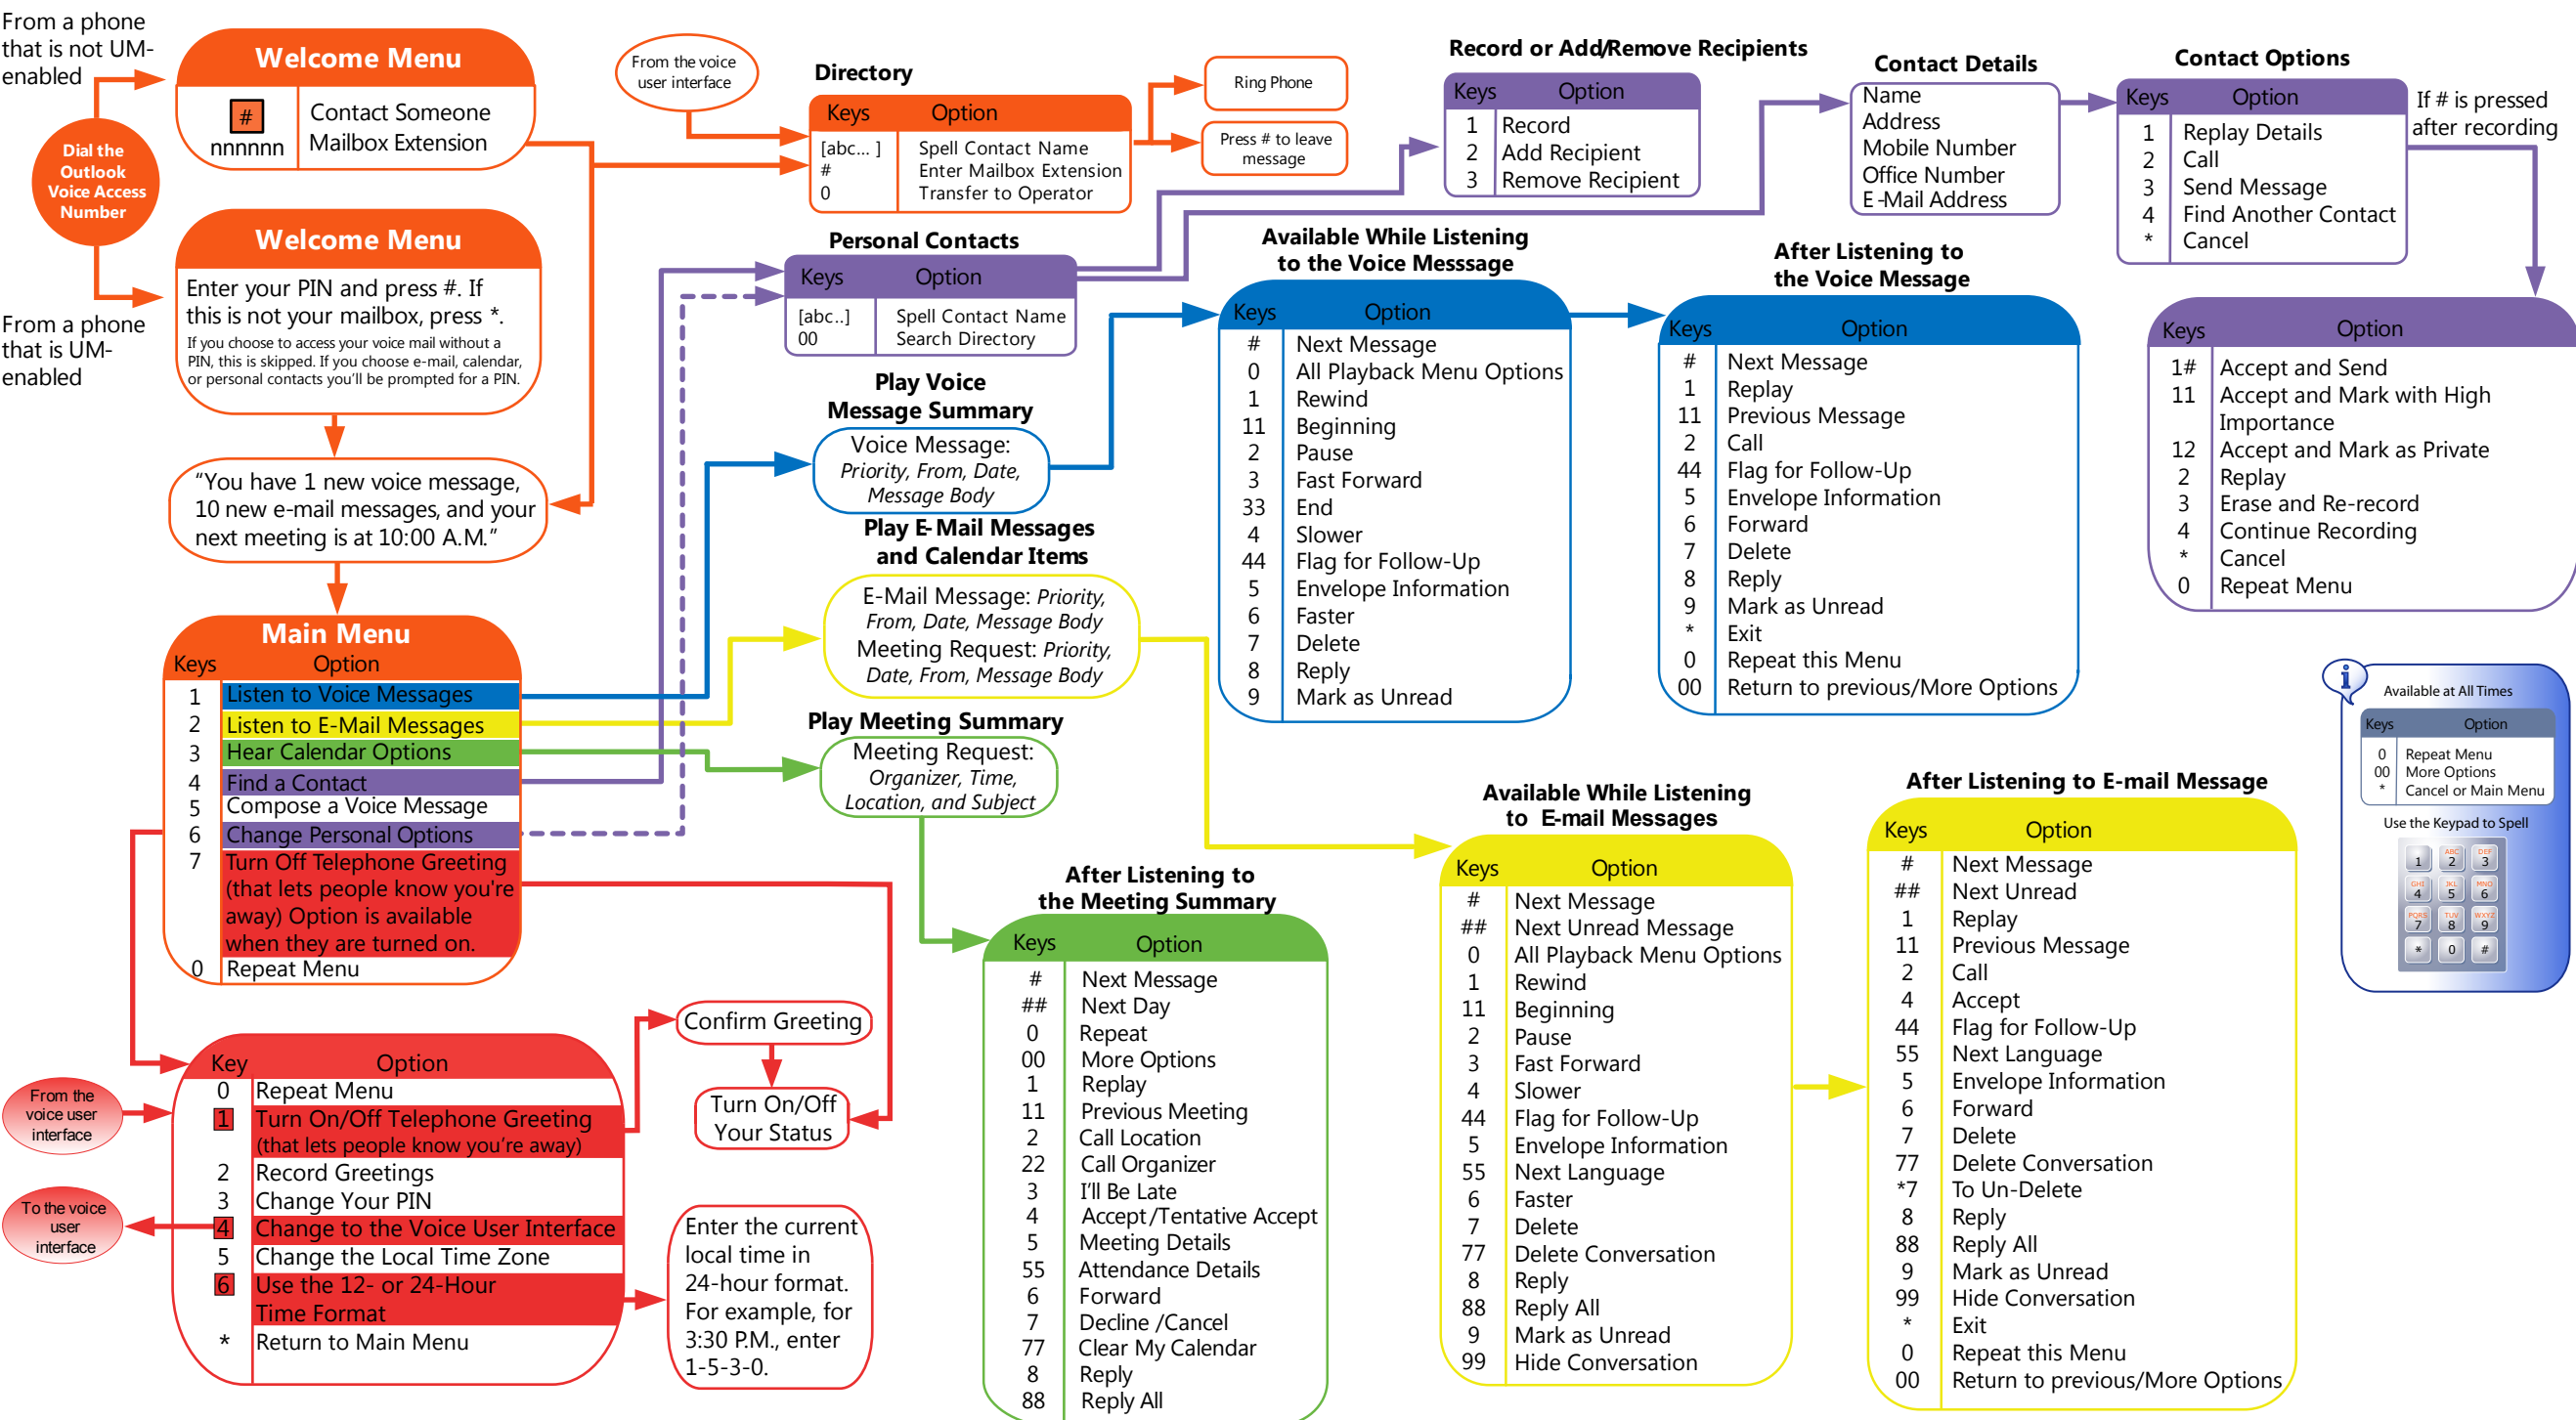 From a phone
that is not UM-
enabled
Welcome Menu
#
nnnnnn
Contact Someone
Mailbox Extension
Dial the
Outlook
Voice Access
Number
Welcome Menu
Enter your PIN and press #. If
this is not your mailbox, press *.
If you choose to access your voice mail without a
PIN, this is skipped. If you choose e-mail, calendar,
or personal contacts you'll be prompted for a PIN.
From a phone
that is UM-
enabled
"You have 1 new voice message,
10 new e-mail messages, and your
next meeting is at 10:00 A.M."
Main Menu
Keys Option
1 Listen to Voice Messages
2 Listen to E-Mail Messages
3 Hear Calendar Options
4 Find a Contact
5 Compose a Voice Message
6 Change Personal Options
7 Turn Off Telephone Greeting
(that lets people know you're
away) Option is available
when they are turned on.
0 Repeat Menu
Key Option
0 Repeat Menu
1 Turn On/Off Telephone Greeting
(that lets people know you're away)
2 Record Greetings
3 Change Your PIN
4 Change to the Voice User Interface
5 Change the Local Time Zone
6 Use the 12- or 24-Hour
Time Format
* Return to Main Menu
From the
voice user
interface
To the voice
user
interface
Confirm Greeting
Turn On/Off
Your Status
Enter the current
local time in
24-hour format.
For example, for
3:30 P.M., enter
1-5-3-0.
From the voice
user interface
Directory
Keys Option
[abc... ] Spell Contact Name
# Enter Mailbox Extension
0 Transfer to Operator
Ring Phone
Press # to leave
message
Personal Contacts
Keys Option
[abc..] Spell Contact Name
00 Search Directory
Play Voice
Message Summary
Voice Message:
Priority, From, Date,
Message Body
Play E-Mail Messages
and Calendar Items
E-Mail Message: Priority,
From, Date, Message Body
Meeting Request: Priority,
Date, From, Message Body
Play Meeting Summary
Meeting Request:
Organizer, Time,
Location, and Subject
After Listening to
the Meeting Summary
Keys Option
# Next Message
## Next Day
0 Repeat
00 More Options
1 Replay
11 Previous Meeting
2 Call Location
22 Call Organizer
3 I'll Be Late
4 Accept /Tentative Accept
5 Meeting Details
55 Attendance Details
6 Forward
7 Decline /Cancel
77 Clear My Calendar
8 Reply
88 Reply All
Record or Add/Remove Recipients
Keys Option
1 Record
2 Add Recipient
3 Remove Recipient
Contact Details
Name
Address
Mobile Number
Office Number
E-Mail Address
Contact Options
Keys Option
1 Replay Details
2 Call
3 Send Message
4 Find Another Contact
* Cancel
If # is pressed
after recording
Keys Option
1# Accept and Send
11 Accept and Mark with High
Importance
12 Accept and Mark as Private
2 Replay
3 Erase and Re-record
4 Continue Recording
* Cancel
0 Repeat Menu
Available While Listening
to the Voice Messsage
Keys Option
# Next Message
0 All Playback Menu Options
1 Rewind
11 Beginning
2 Pause
3 Fast Forward
33 End
4 Slower
44 Flag for Follow-Up
5 Envelope Information
6 Faster
7 Delete
8 Reply
9 Mark as Unread
After Listening to
the Voice Message
Keys Option
# Next Message
1 Replay
11 Previous Message
2 Call
44 Flag for Follow-Up
5 Envelope Information
6 Forward
7 Delete
8 Reply
9 Mark as Unread
* Exit
0 Repeat this Menu
00 Return to previous/More Options
Available While Listening
to E-mail Messages
Keys Option
# Next Message
## Next Unread Message
0 All Playback Menu Options
1 Rewind
11 Beginning
2 Pause
3 Fast Forward
4 Slower
44 Flag for Follow-Up
5 Envelope Information
55 Next Language
6 Faster
7 Delete
77 Delete Conversation
8 Reply
88 Reply All
9 Mark as Unread
99 Hide Conversation
After Listening to E-mail Message
Keys Option
# Next Message
## Next Unread
1 Replay
11 Previous Message
2 Call
4 Accept
44 Flag for Follow-Up
55 Next Language
5 Envelope Information
6 Forward
7 Delete
77 Delete Conversation
*7 To Un-Delete
8 Reply
88 Reply All
9 Mark as Unread
99 Hide Conversation
* Exit
0 Repeat this Menu
00 Return to previous/More Options
i
Available at All Times
Keys Option
0 Repeat Menu
00 More Options
* Cancel or Main Menu
Use the Keypad to Spell
1 ABC 2 DEF 3
GHI 4 JKL 5 MNO 6
PQRS 7 TUV 8 WXYZ 9
* 0 #